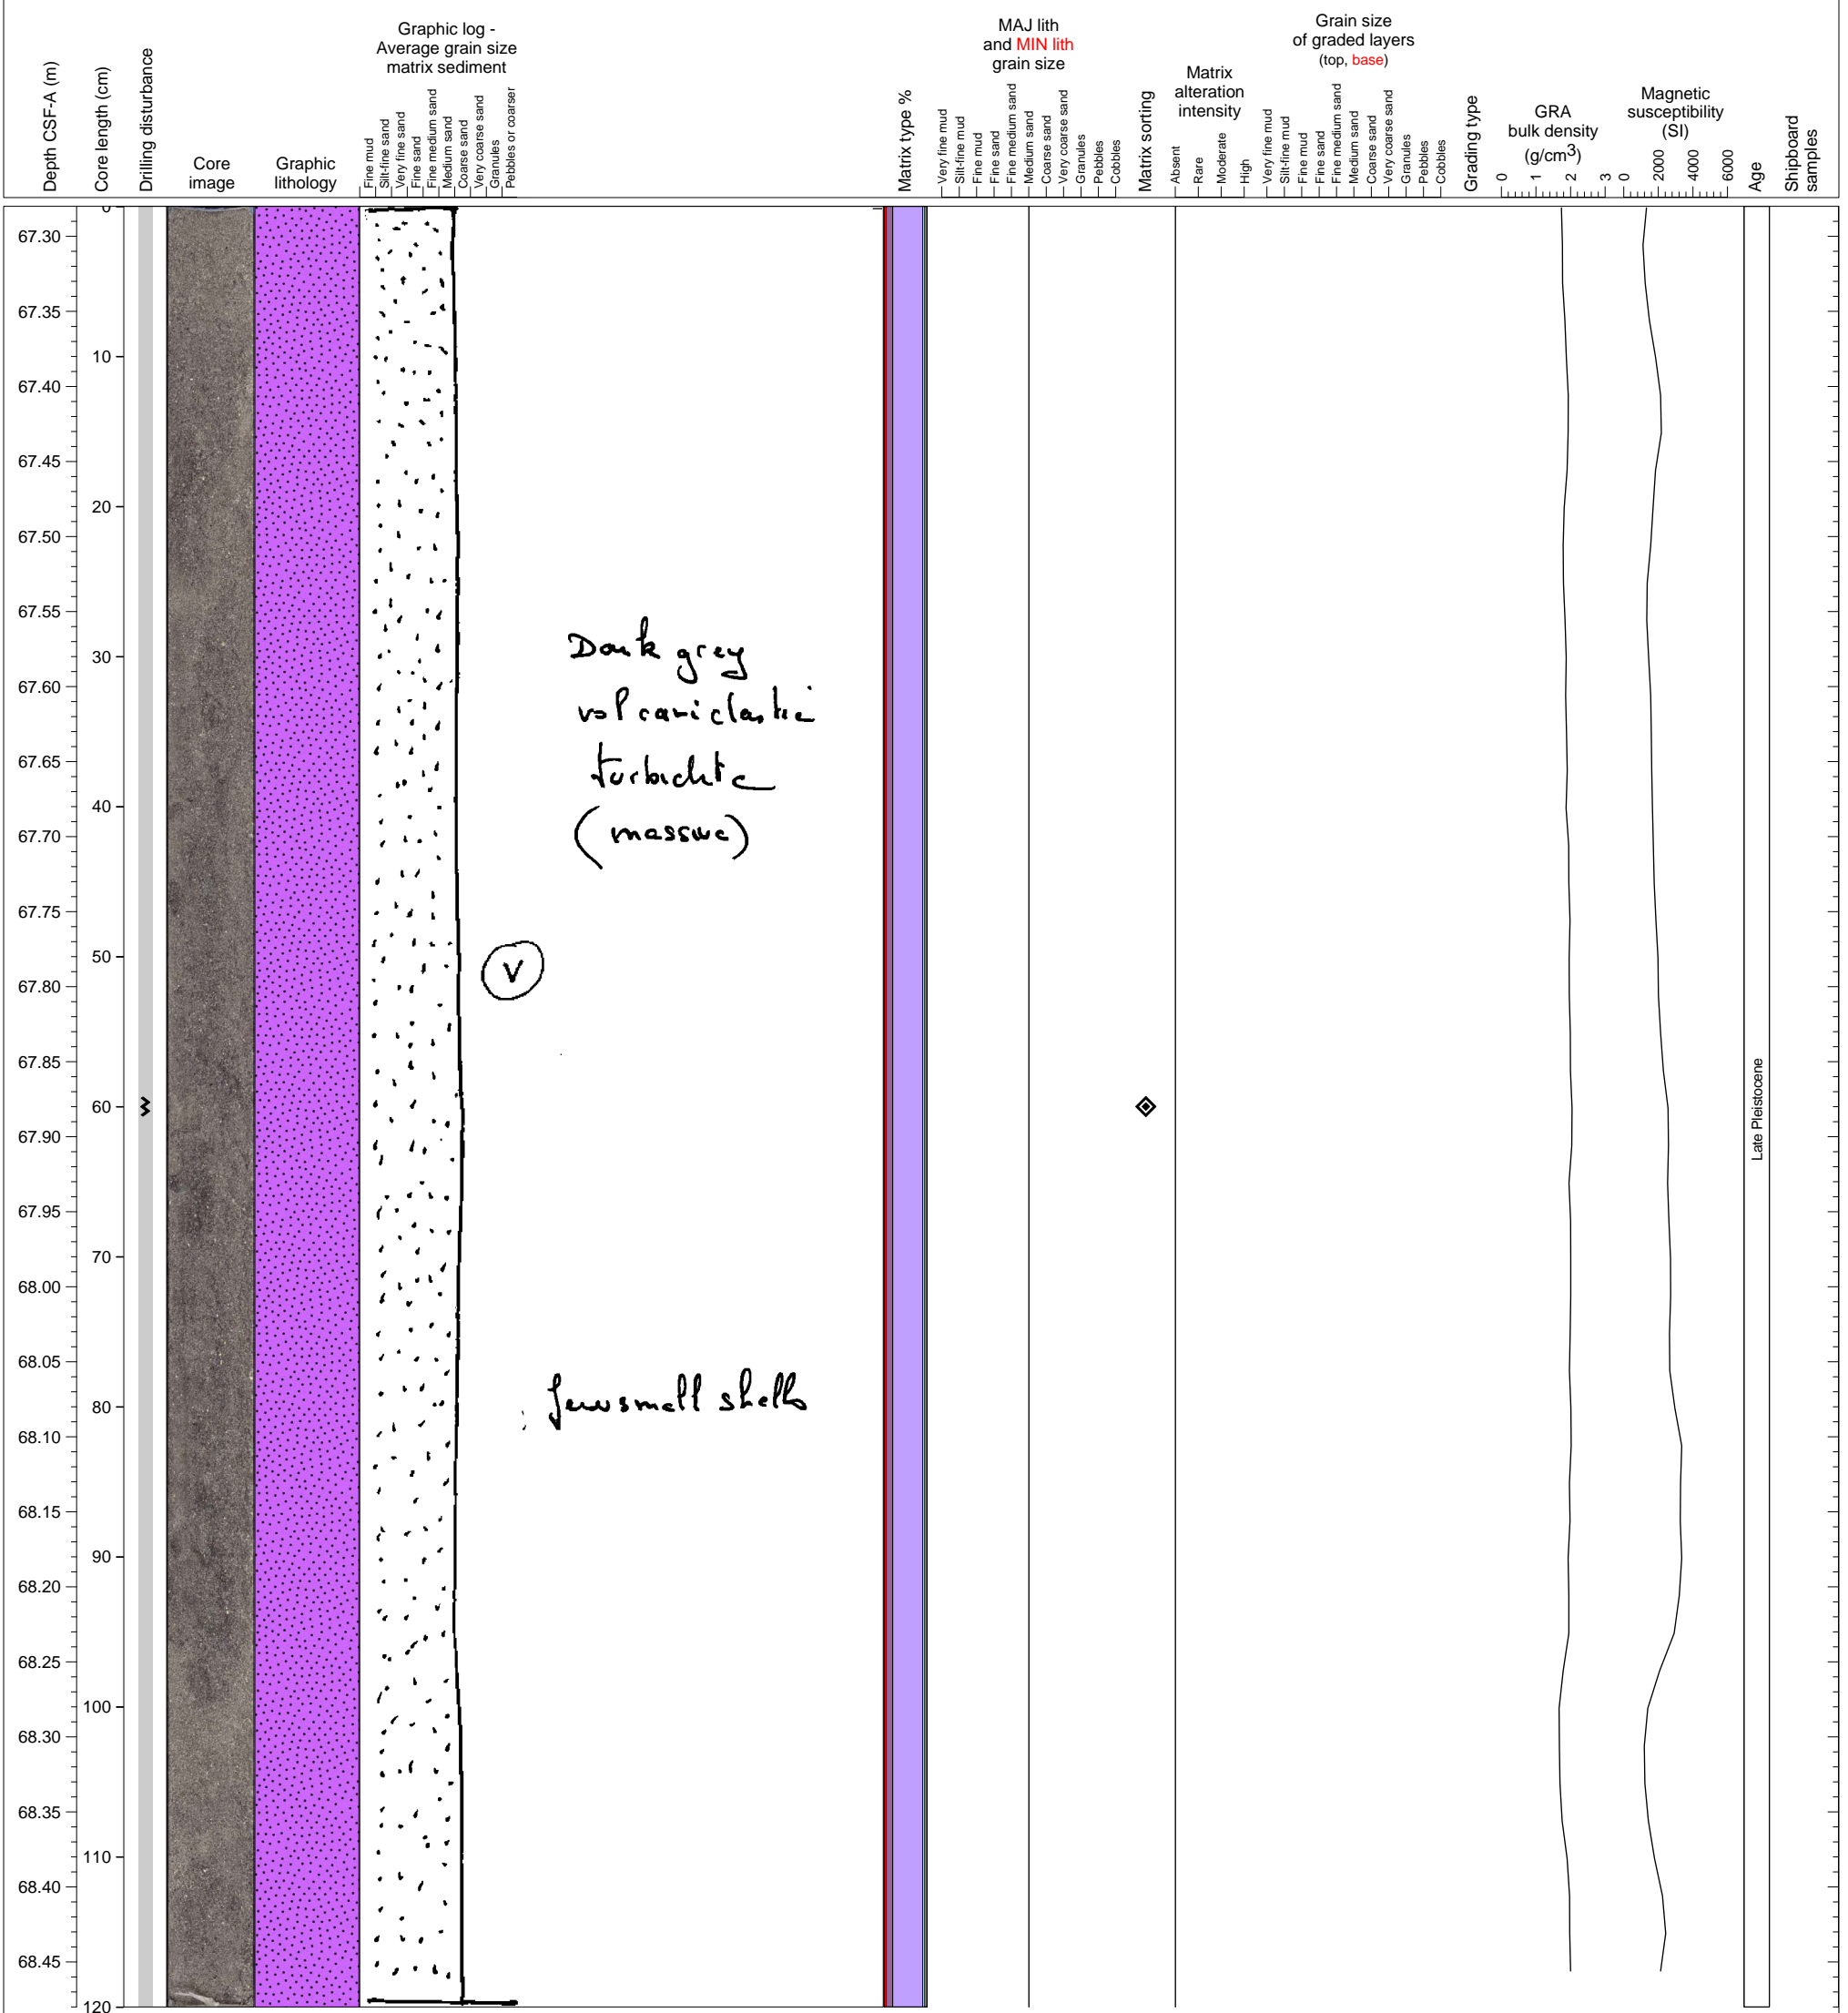 Graphic log -
Average grain size
matrix sediment
MAJ lith
and MIN lith
grain size
Grain size
of graded layers
(top, base)
Matrix
alteration
intensity
Magnetic
susceptibility
(SI)
GRA
bulk density
(g/cm3)
Depth CSF-A (m)
Core length (cm)
Drilling disturbance
Core
image
Graphic
lithology
Fine mud
Silt-fine sand
Very fine sand
Fine sand
Fine medium sand
Medium sand
Coarse sand
Very coarse sand
Granules
Pebbles or coarser
Matrix type %
Very fine mud
Silt-fine mud
Fine mud
Fine sand
Fine medium sand
Medium sand
Coarse sand
Very coarse sand
Granules
Pebbles
Cobbles
Matrix sorting
Absent
Rare
Moderate
High
Very fine mud
Silt-fine mud
Fine mud
Fine sand
Fine medium sand
Medium sand
Coarse sand
Very coarse sand
Granules
Pebbles
Cobbles
Grading type
0 1 2 3
0 2000 4000 6000
Age
Shipboard
samples
0
67.30
67.35
10
67.40
67.45
20
67.50
67.55
Dark grey
30
67.60
volcaniclastic
67.65
turbidite
40
67.70
(massive)
67.75
50
V
67.80
67.85
60
Late Pleistocene
67.90
67.95
70
68.00
68.05
few small shells
80
68.10
68.15
90
68.20
68.25
100
68.30
68.35
110
68.40
68.45
120